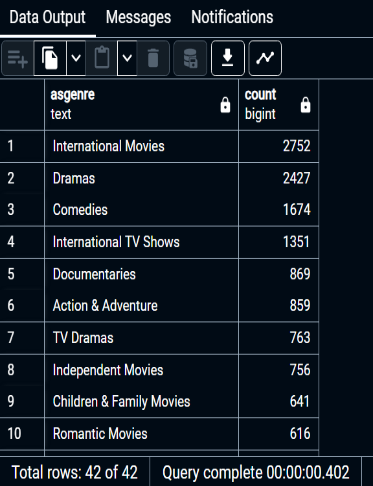 Data Output Messages Notifications
asgenre count
text bigint
1 International Movies 2752
2 Dramas 2427
3 Comedies 1674
4 International TV Shows 1351
5 Documentaries 869
6 Action & Adventure 859
7 TV Dramas 763
8 Independent Movies 756
9 Children & Family Movies 641
10 Romantic Movies 616
Total rows: 42 of 42 Query complete 00:00:00.402